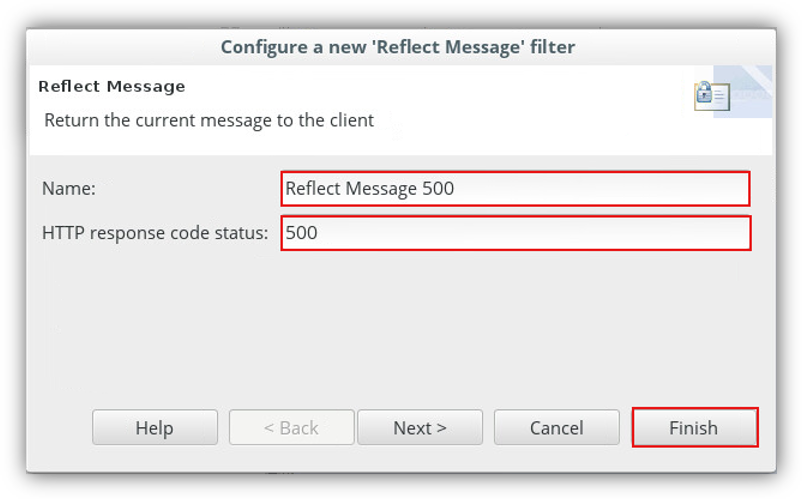 Configure a new 'Reflect Message' filter
Reflect Message
Return the current message to the client
Name: Reflect Message 500
HTTP response code status: 500
Help < Back Next > Cancel Finish